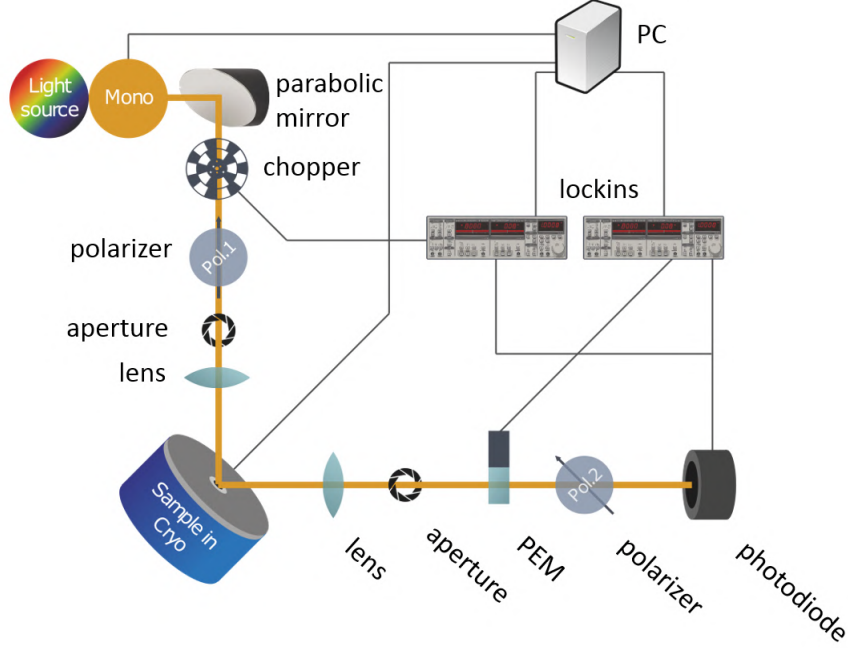 PC
Light
source
Mono
parabolic
mirror
chopper
lockins
polarizer
Pol.1
aperture
lens
Sample in
Cryo
Pol.2
lens
aperture
PEM
polarizer
photodiode